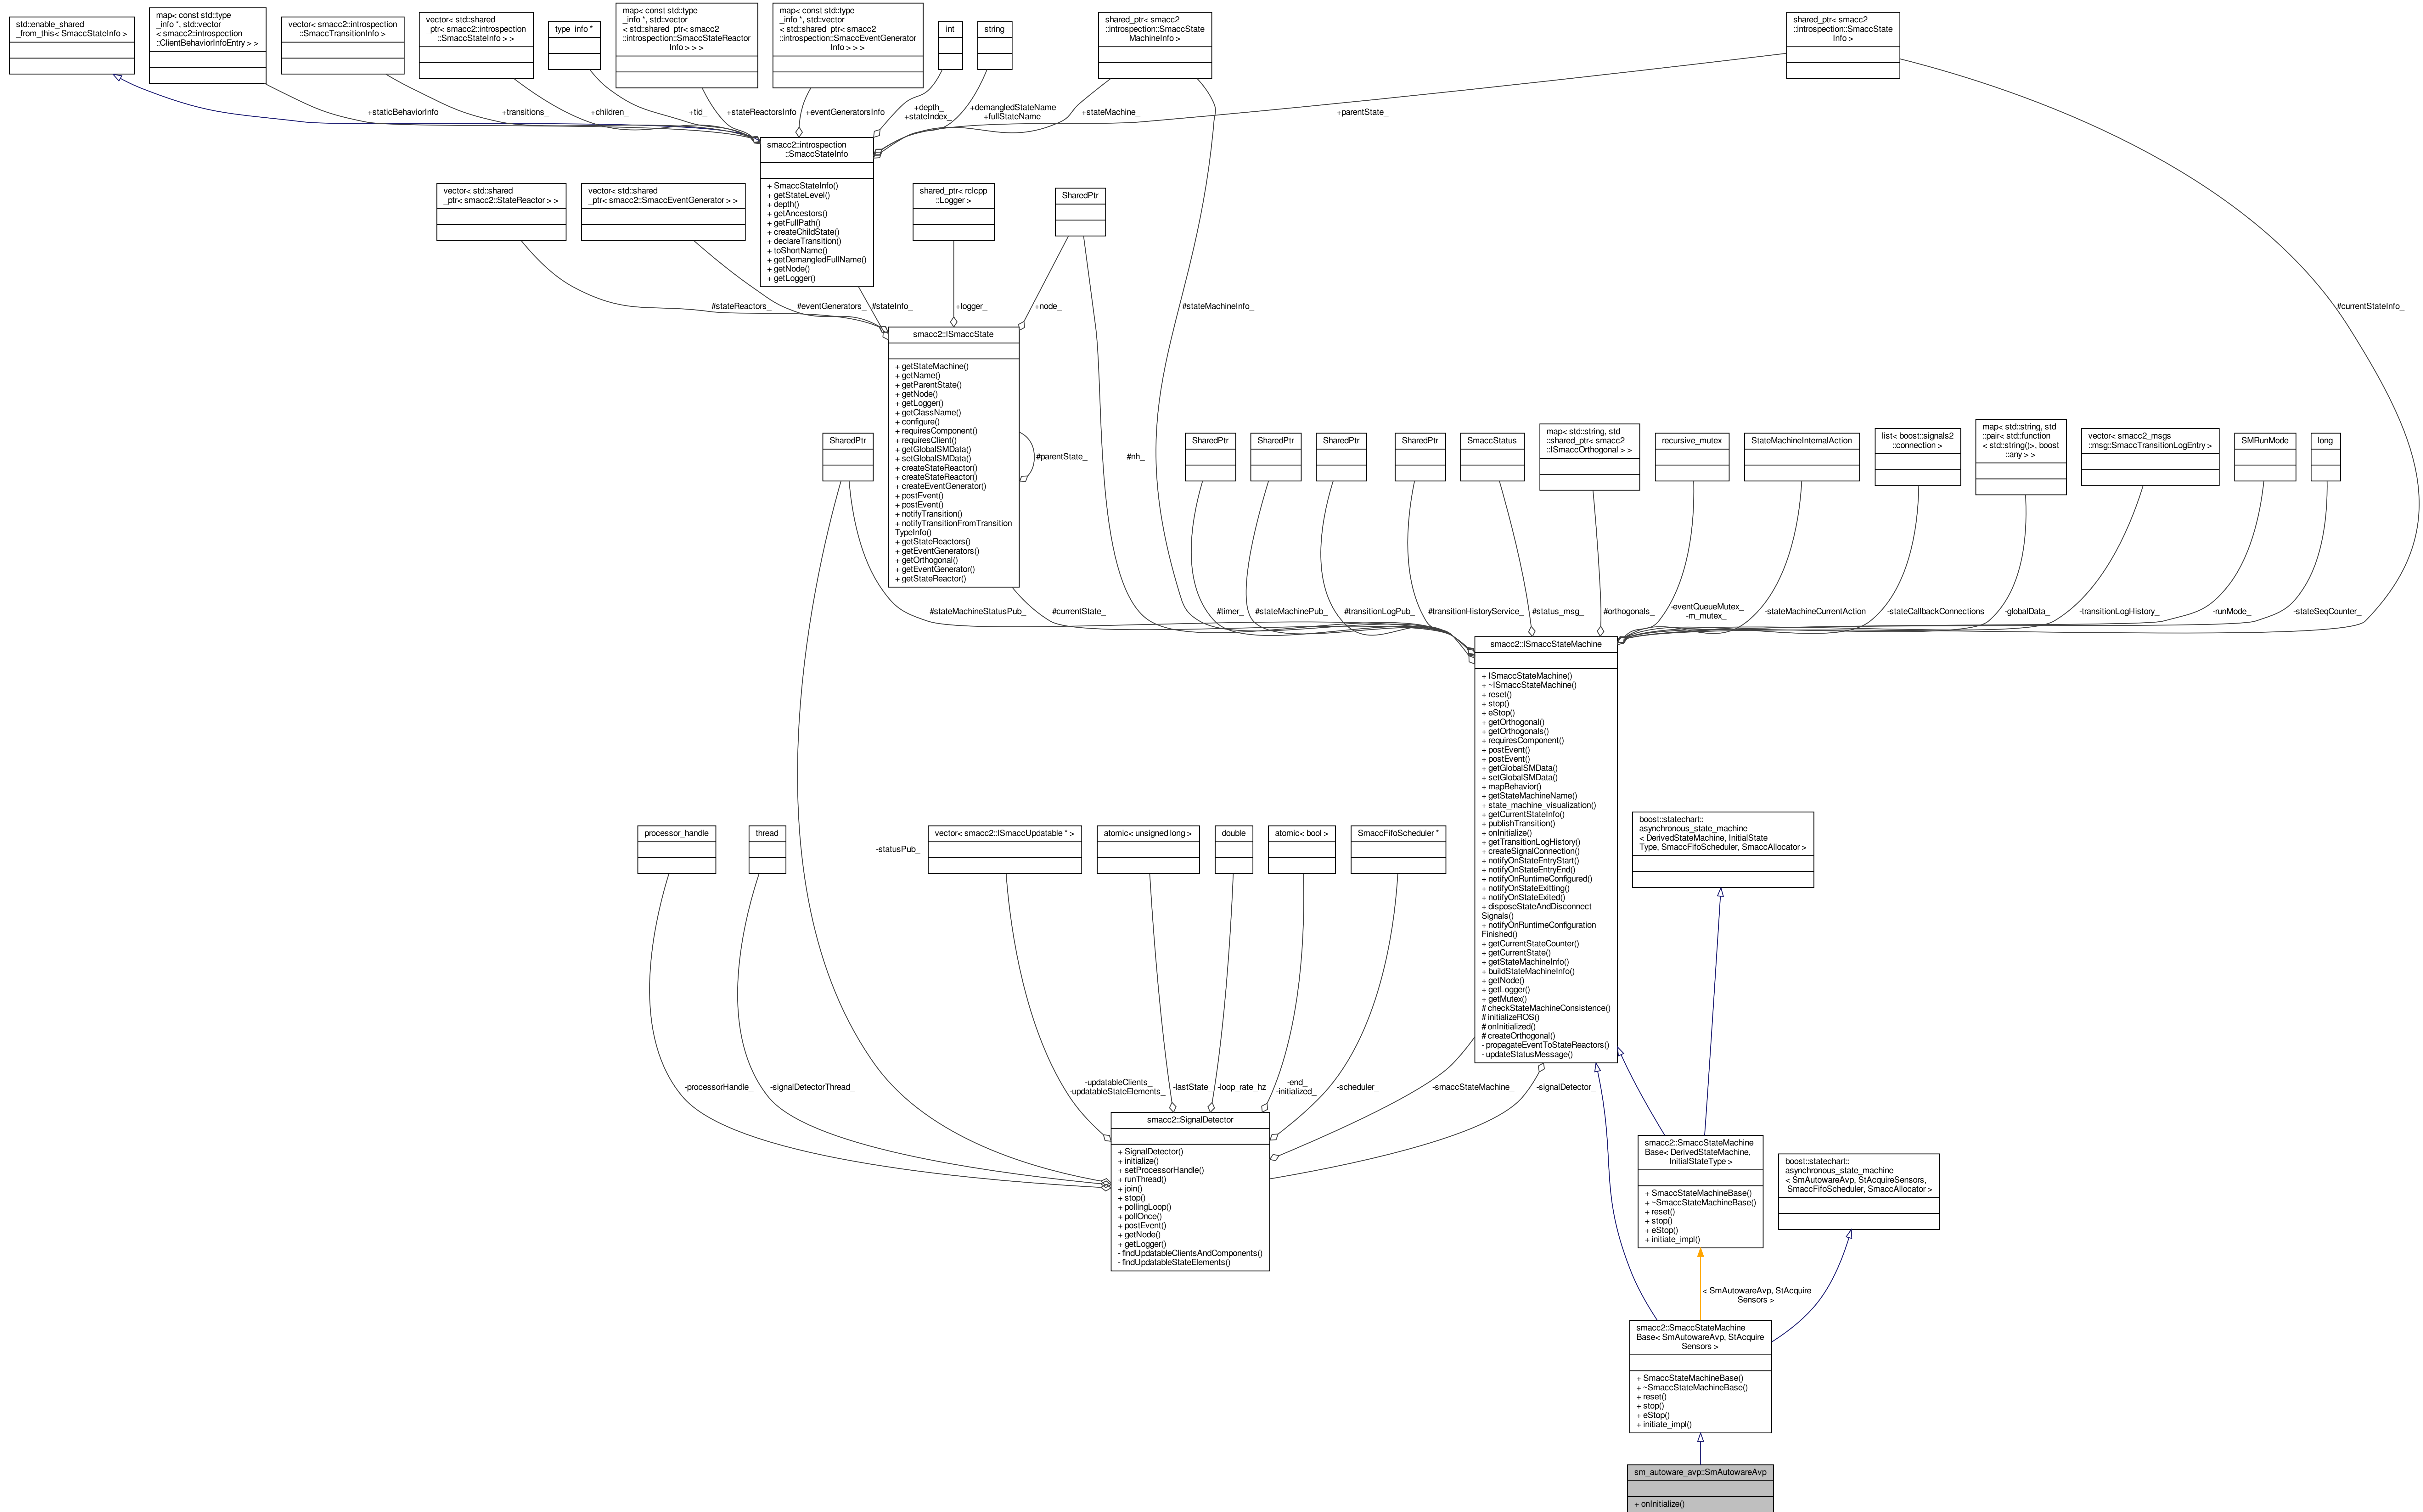 std::enable_shared
_from_this< SmaccStateInfo >
map< const std::type
_info *, std::vector
< smacc2::introspection
::ClientBehaviorInfoEntry > >
vector< smacc2::introspection
::SmaccTransitionInfo >
vector< std::shared
_ptr< smacc2::introspection
::SmaccStateInfo > >
type_info *
map< const std::type
_info *, std::vector
< std::shared_ptr< smacc2
::introspection::SmaccStateReactor
Info > > >
map< const std::type
_info *, std::vector
< std::shared_ptr< smacc2
::introspection::SmaccEventGenerator
Info > > >
int
string
shared_ptr< smacc2
::introspection::SmaccState
MachineInfo >
shared_ptr< smacc2
::introspection::SmaccState
Info >
+staticBehaviorInfo
+transitions_
+children_
+tid_
+stateReactorsInfo
+eventGeneratorsInfo
+depth_
+stateIndex_
+demangledStateName
+fullStateName
+stateMachine_
+parentState_
smacc2::introspection
::SmaccStateInfo
+ SmaccStateInfo()
+ getStateLevel()
+ depth()
+ getAncestors()
+ getFullPath()
+ createChildState()
+ declareTransition()
+ toShortName()
+ getDemangledFullName()
+ getNode()
+ getLogger()
vector< std::shared
_ptr< smacc2::StateReactor > >
vector< std::shared
_ptr< smacc2::SmaccEventGenerator > >
shared_ptr< rclcpp
::Logger >
SharedPtr
#stateReactors_
#eventGenerators_
#stateInfo_
+logger_
+node_
#stateMachineInfo_
#currentStateInfo_
smacc2::ISmaccState
+ getStateMachine()
+ getName()
+ getParentState()
+ getNode()
+ getLogger()
+ getClassName()
+ configure()
+ requiresComponent()
+ requiresClient()
+ getGlobalSMData()
+ setGlobalSMData()
+ createStateReactor()
+ createStateReactor()
+ createEventGenerator()
+ postEvent()
+ postEvent()
+ notifyTransition()
+ notifyTransitionFromTransition
TypeInfo()
+ getStateReactors()
+ getEventGenerators()
+ getOrthogonal()
+ getEventGenerator()
+ getStateReactor()
#parentState_
#nh_
SharedPtr
SharedPtr
SharedPtr
SharedPtr
SharedPtr
SmaccStatus
map< std::string, std
::shared_ptr< smacc2
::ISmaccOrthogonal > >
recursive_mutex
StateMachineInternalAction
list< boost::signals2
::connection >
map< std::string, std
::pair< std::function
< std::string()>, boost
::any > >
vector< smacc2_msgs
::msg::SmaccTransitionLogEntry >
SMRunMode
long
#stateMachineStatusPub_
#currentState_
#timer_
#stateMachinePub_
#transitionLogPub_
#transitionHistoryService_
#status_msg_
#orthogonals_
-eventQueueMutex_
-m_mutex_
-stateMachineCurrentAction
-stateCallbackConnections
-globalData_
-transitionLogHistory_
-runMode_
-stateSeqCounter_
smacc2::ISmaccStateMachine
+ ISmaccStateMachine()
+ ~ISmaccStateMachine()
+ reset()
+ stop()
+ eStop()
+ getOrthogonal()
+ getOrthogonals()
+ requiresComponent()
+ postEvent()
+ postEvent()
+ getGlobalSMData()
+ setGlobalSMData()
+ mapBehavior()
+ getStateMachineName()
+ state_machine_visualization()
+ getCurrentStateInfo()
+ publishTransition()
+ onInitialize()
+ getTransitionLogHistory()
+ createSignalConnection()
+ notifyOnStateEntryStart()
+ notifyOnStateEntryEnd()
+ notifyOnRuntimeConfigured()
+ notifyOnStateExitting()
+ notifyOnStateExited()
+ disposeStateAndDisconnect
Signals()
+ notifyOnRuntimeConfiguration
Finished()
+ getCurrentStateCounter()
+ getCurrentState()
+ getStateMachineInfo()
+ buildStateMachineInfo()
+ getNode()
+ getLogger()
+ getMutex()
# checkStateMachineConsistence()
# initializeROS()
# onInitialized()
# createOrthogonal()
- propagateEventToStateReactors()
- updateStatusMessage()
processor_handle
thread
-statusPub_
vector< smacc2::ISmaccUpdatable * >
atomic< unsigned long >
double
atomic< bool >
SmaccFifoScheduler *
boost::statechart::
asynchronous_state_machine
< DerivedStateMachine, InitialState
Type, SmaccFifoScheduler, SmaccAllocator >
-processorHandle_
-signalDetectorThread_
-updatableClients_
-updatableStateElements_
-lastState_
-loop_rate_hz
-end_
-initialized_
-scheduler_
-smaccStateMachine_
-signalDetector_
smacc2::SignalDetector
+ SignalDetector()
+ initialize()
+ setProcessorHandle()
+ runThread()
+ join()
+ stop()
+ pollingLoop()
+ pollOnce()
+ postEvent()
+ getNode()
+ getLogger()
- findUpdatableClientsAndComponents()
- findUpdatableStateElements()
smacc2::SmaccStateMachine
Base< DerivedStateMachine,
InitialStateType >
+ SmaccStateMachineBase()
+ ~SmaccStateMachineBase()
+ reset()
+ stop()
+ eStop()
+ initiate_impl()
boost::statechart::
asynchronous_state_machine
< SmAutowareAvp, StAcquireSensors,
SmaccFifoScheduler, SmaccAllocator >
< SmAutowareAvp, StAcquire
Sensors >
smacc2::SmaccStateMachine
Base< SmAutowareAvp, StAcquire
Sensors >
+ SmaccStateMachineBase()
+ ~SmaccStateMachineBase()
+ reset()
+ stop()
+ eStop()
+ initiate_impl()
sm_autoware_avp::SmAutowareAvp
+ onInitialize()